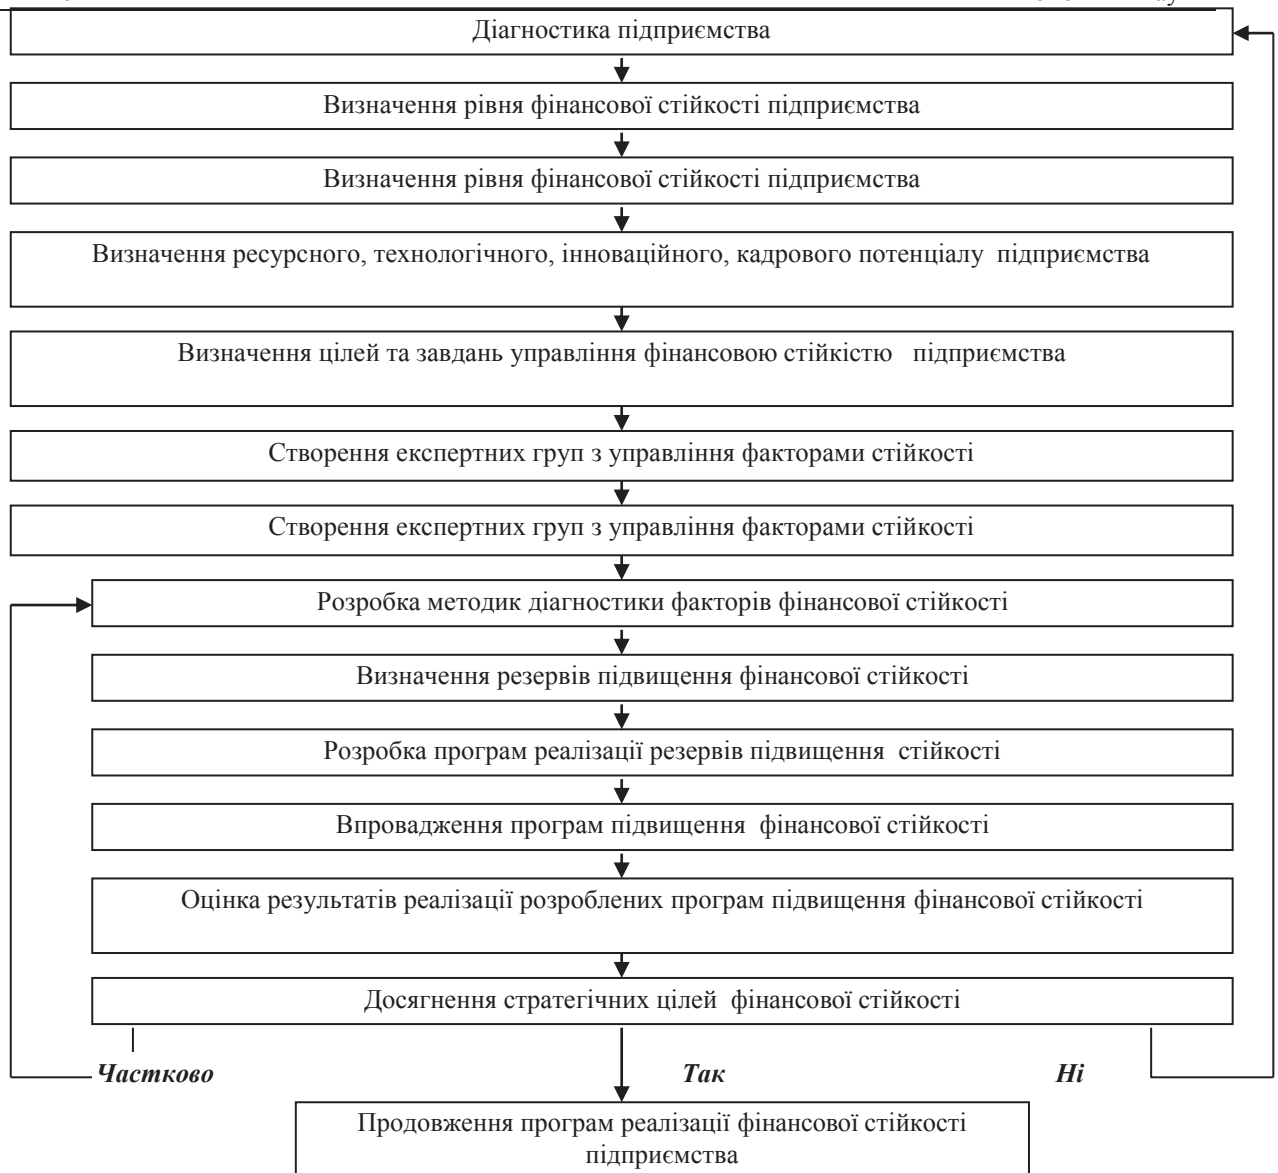 Діагностика підприємства
Визначення рівня фінансової стійкості підприємства
Визначення рівня фінансової стійкості підприємства
Визначення ресурсного, технологічного, інноваційного, кадрового потенціалу підприємства
Визначення цілей та завдань управління фінансовою стійкістю підприємства
Створення експертних груп з управління факторами стійкості
Створення експертних груп з управління факторами стійкості
Розробка методик діагностики факторів фінансової стійкості
Визначення резервів підвищення фінансової стійкості
Розробка програм реалізації резервів підвищення стійкості
Впровадження програм підвищення фінансової стійкості
Оцінка результатів реалізації розроблених програм підвищення фінансової стійкості
Досягнення стратегічних цілей фінансової стійкості
Частково Так Ні
Продовження програм реалізації фінансової стійкості
підприємства